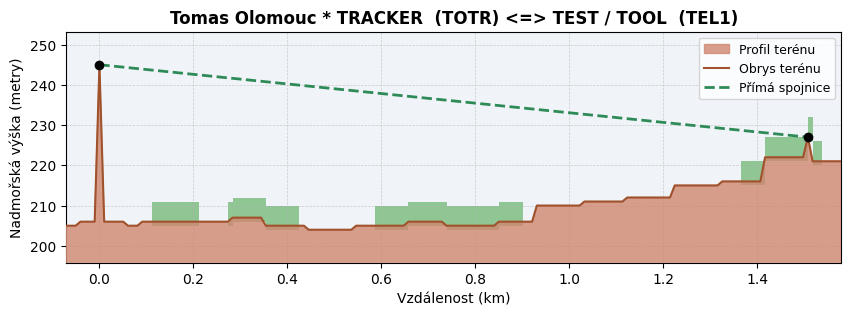 Tomas Olomouc * TRACKER  (TOTR) <=> TEST / TOOL  (TEL1)
Nadmořská výška (metry)
250
240
230
220
210
200
Profil terénu
Obrys terénu
Přímá spojnice
0.0 0.2 0.4 0.6 0.8 1.0 1.2 1.4
Vzdálenost (km)